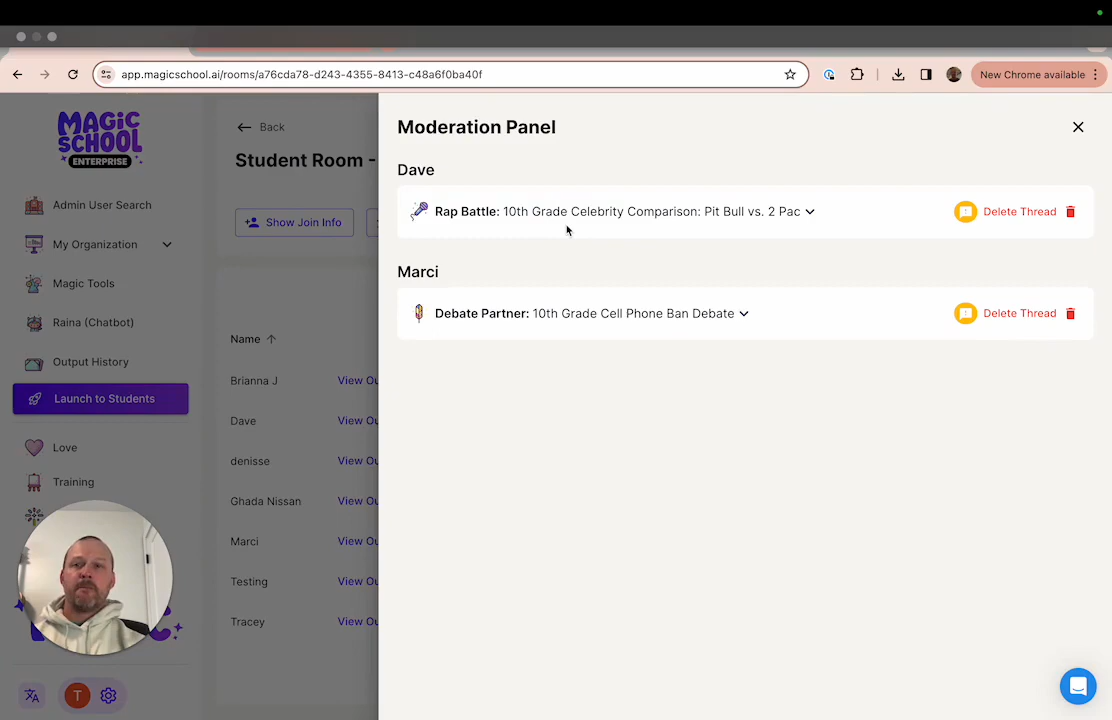 app.magicschool.ai/rooms/a76cda78-d243-4355-8413-c48a6f0ba40f
New Chrome available
MAGIC
SCHOOL
ENTERPRISE
Admin User Search
My Organization
Magic Tools
Raina (Chatbot)
Output History
Launch to Students
Love
Training
T
Back
Student Room -
Show Join Info
Name
Brianna J View Ou
Dave View Ou
denisse View Ou
Ghada Nissan View Ou
Marci View Ou
Testing View Ou
Tracey View Ou
Moderation Panel
Dave
Rap Battle: 10th Grade Celebrity Comparison: Pit Bull vs. 2 Pac Delete Thread
Marci
Debate Partner: 10th Grade Cell Phone Ban Debate Delete Thread